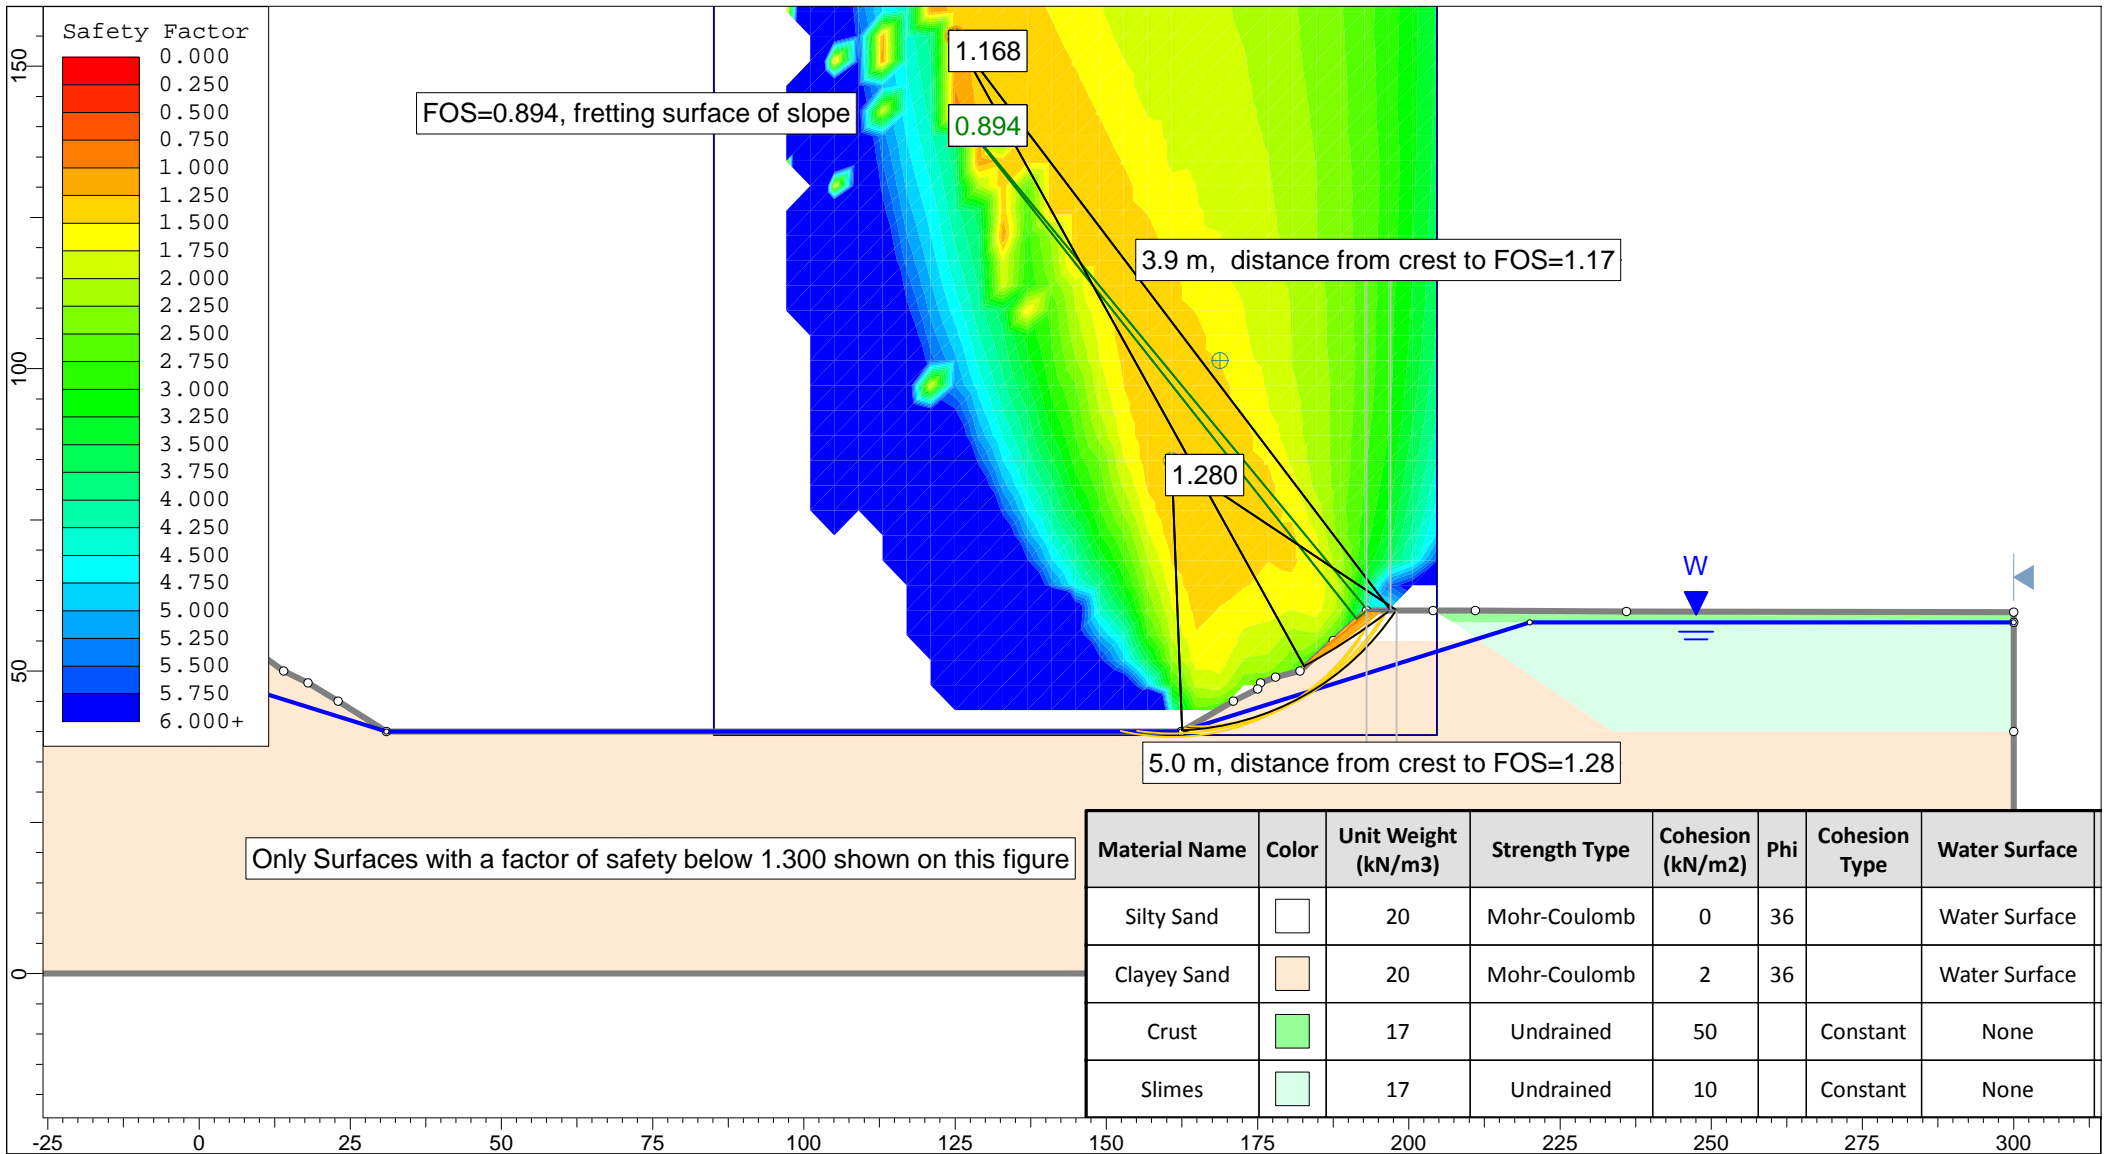 Safety Factor
0.000
0.250
0.500
0.750
1.000
1.250
1.500
1.750
2.000
2.250
2.500
2.750
3.000
3.250
3.500
3.750
4.000
4.250
4.500
4.750
5.000
5.250
5.500
5.750
6.000+
FOS=0.894, fretting surface of slope
1.168
0.894
3.9 m,  distance from crest to FOS=1.17
1.280
W
5.0 m, distance from crest to FOS=1.28
Only Surfaces with a factor of safety below 1.300 shown on this figure
Material Name Color Unit Weight (kN/m3) Strength Type Cohesion (kN/m2) Phi Cohesion Type Water Surface
Silty Sand 20 Mohr-Coulomb 0 36 Water Surface
Clayey Sand 20 Mohr-Coulomb 2 36 Water Surface
Crust 17 Undrained 50 Constant None
Slimes 17 Undrained 10 Constant None
150
100
50
0
-25 0 25 50 75 100 125 150 175 200 225 250 275 300